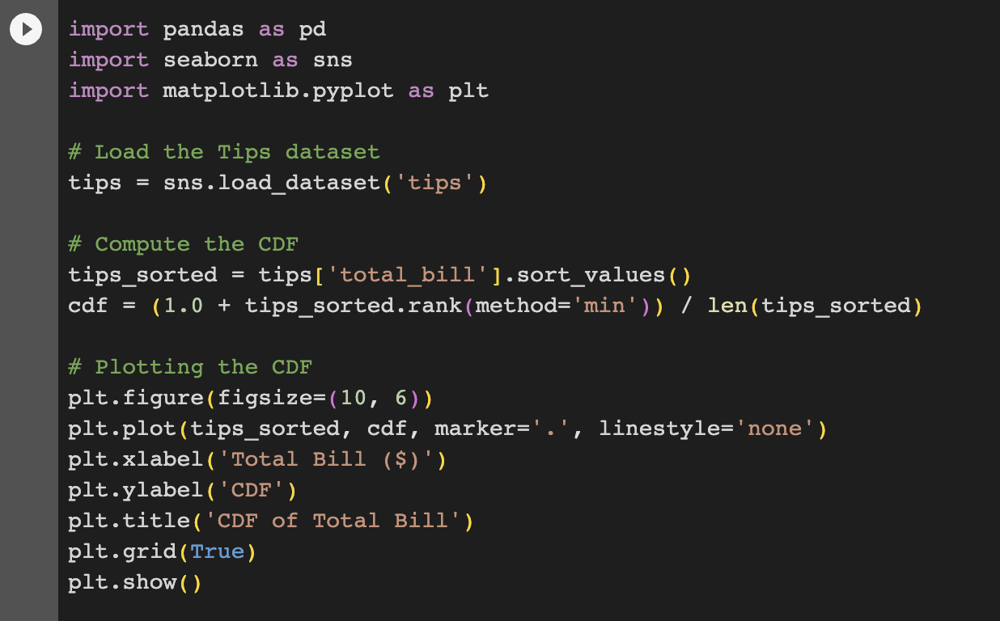 import pandas as pd
import seaborn as sns
import matplotlib.pyplot as plt

# Load the Tips dataset
tips = sns.load_dataset('tips')

# Compute the CDF
tips_sorted = tips['total_bill'].sort_values()
cdf = (1.0 + tips_sorted.rank(method='min')) / len(tips_sorted)

# Plotting the CDF
plt.figure(figsize=(10, 6))
plt.plot(tips_sorted, cdf, marker='.', linestyle='none')
plt.xlabel('Total Bill ($)')
plt.ylabel('CDF')
plt.title('CDF of Total Bill')
plt.grid(True)
plt.show()